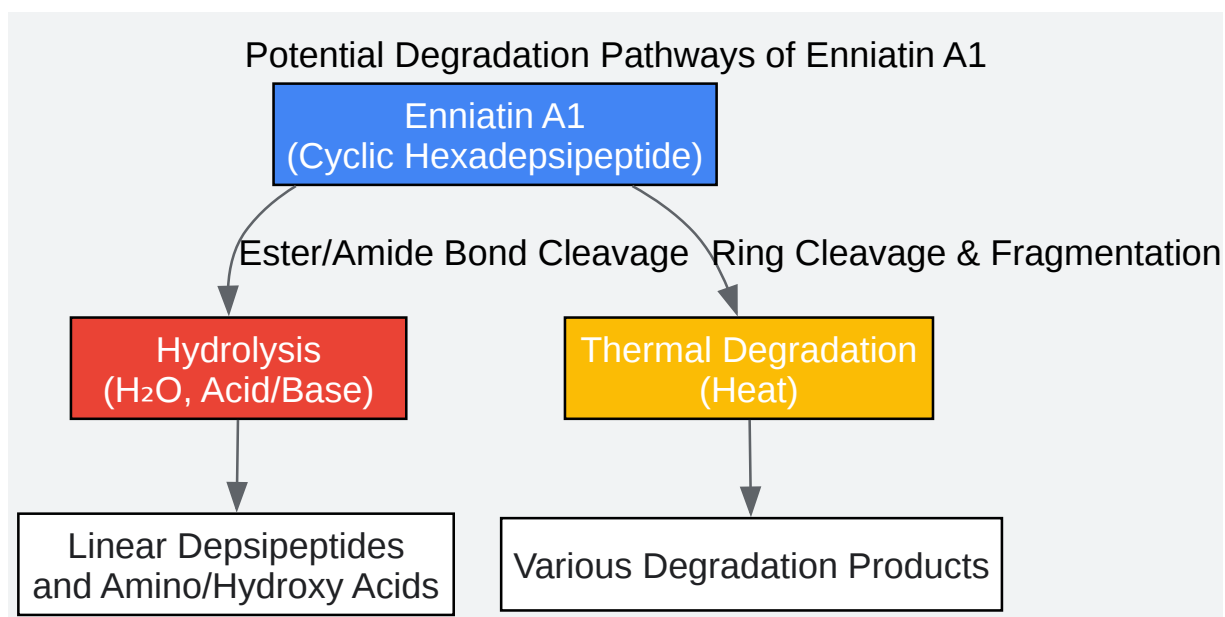 Potential Degradation Pathways of Enniatin A1
Enniatin A1
(Cyclic Hexadepsipeptide)
Ester/Amide Bond Cleavage
Ring Cleavage & Fragmentation
Hydrolysis
(H₂O, Acid/Base)
Thermal Degradation
(Heat)
Linear Depsipeptides
and Amino/Hydroxy Acids
Various Degradation Products